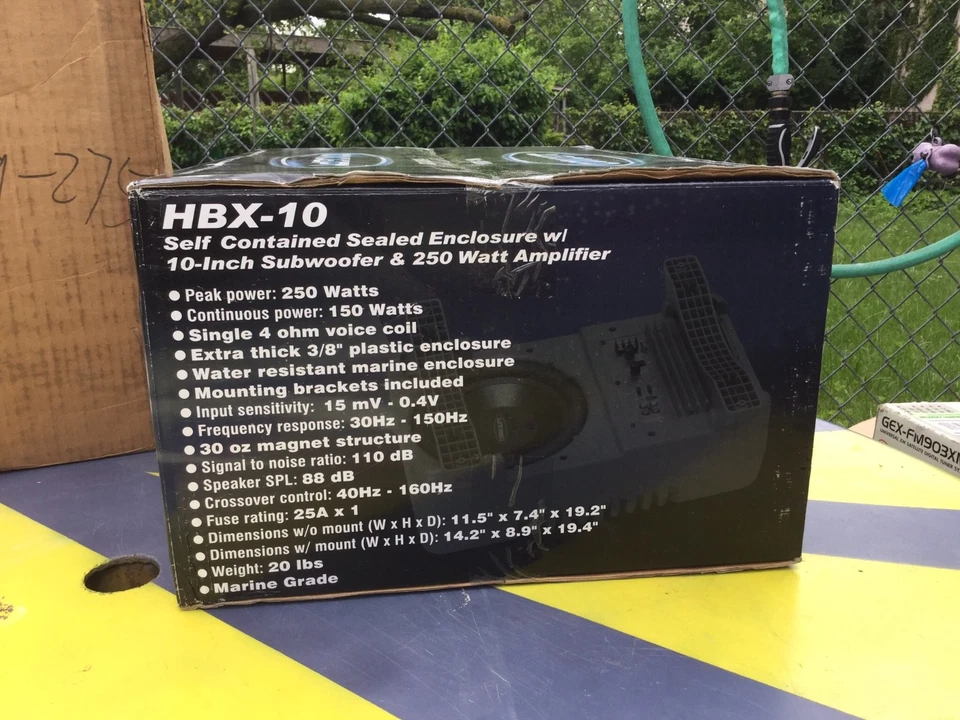 HBX-10
Self Contained Sealed Enclosure w/
10-Inch Subwoofer & 250 Watt Amplifier
● Peak power: 250 Watts
● Continuous power: 150 Watts
● Single 4 ohm voice coil
● Extra thick 3/8" plastic enclosure
● Water resistant marine enclosure
● Mounting brackets included
● Input sensitivity: 15 mV - 0.4V
● Frequency response: 30Hz - 150Hz
● 30 oz magnet structure
● Signal to noise ratio: 110 dB
● Speaker SPL: 88 dB
● Crossover control: 40Hz - 160Hz
● Fuse rating: 25A x 1
● Dimensions w/o mount (W x H x D): 11.5" x 7.4" x 19.2"
● Dimensions w/ mount (W x H x D): 14.2" x 8.9" x 19.4"
● Weight: 20 lbs
● Marine Grade
GEX-FM903XM